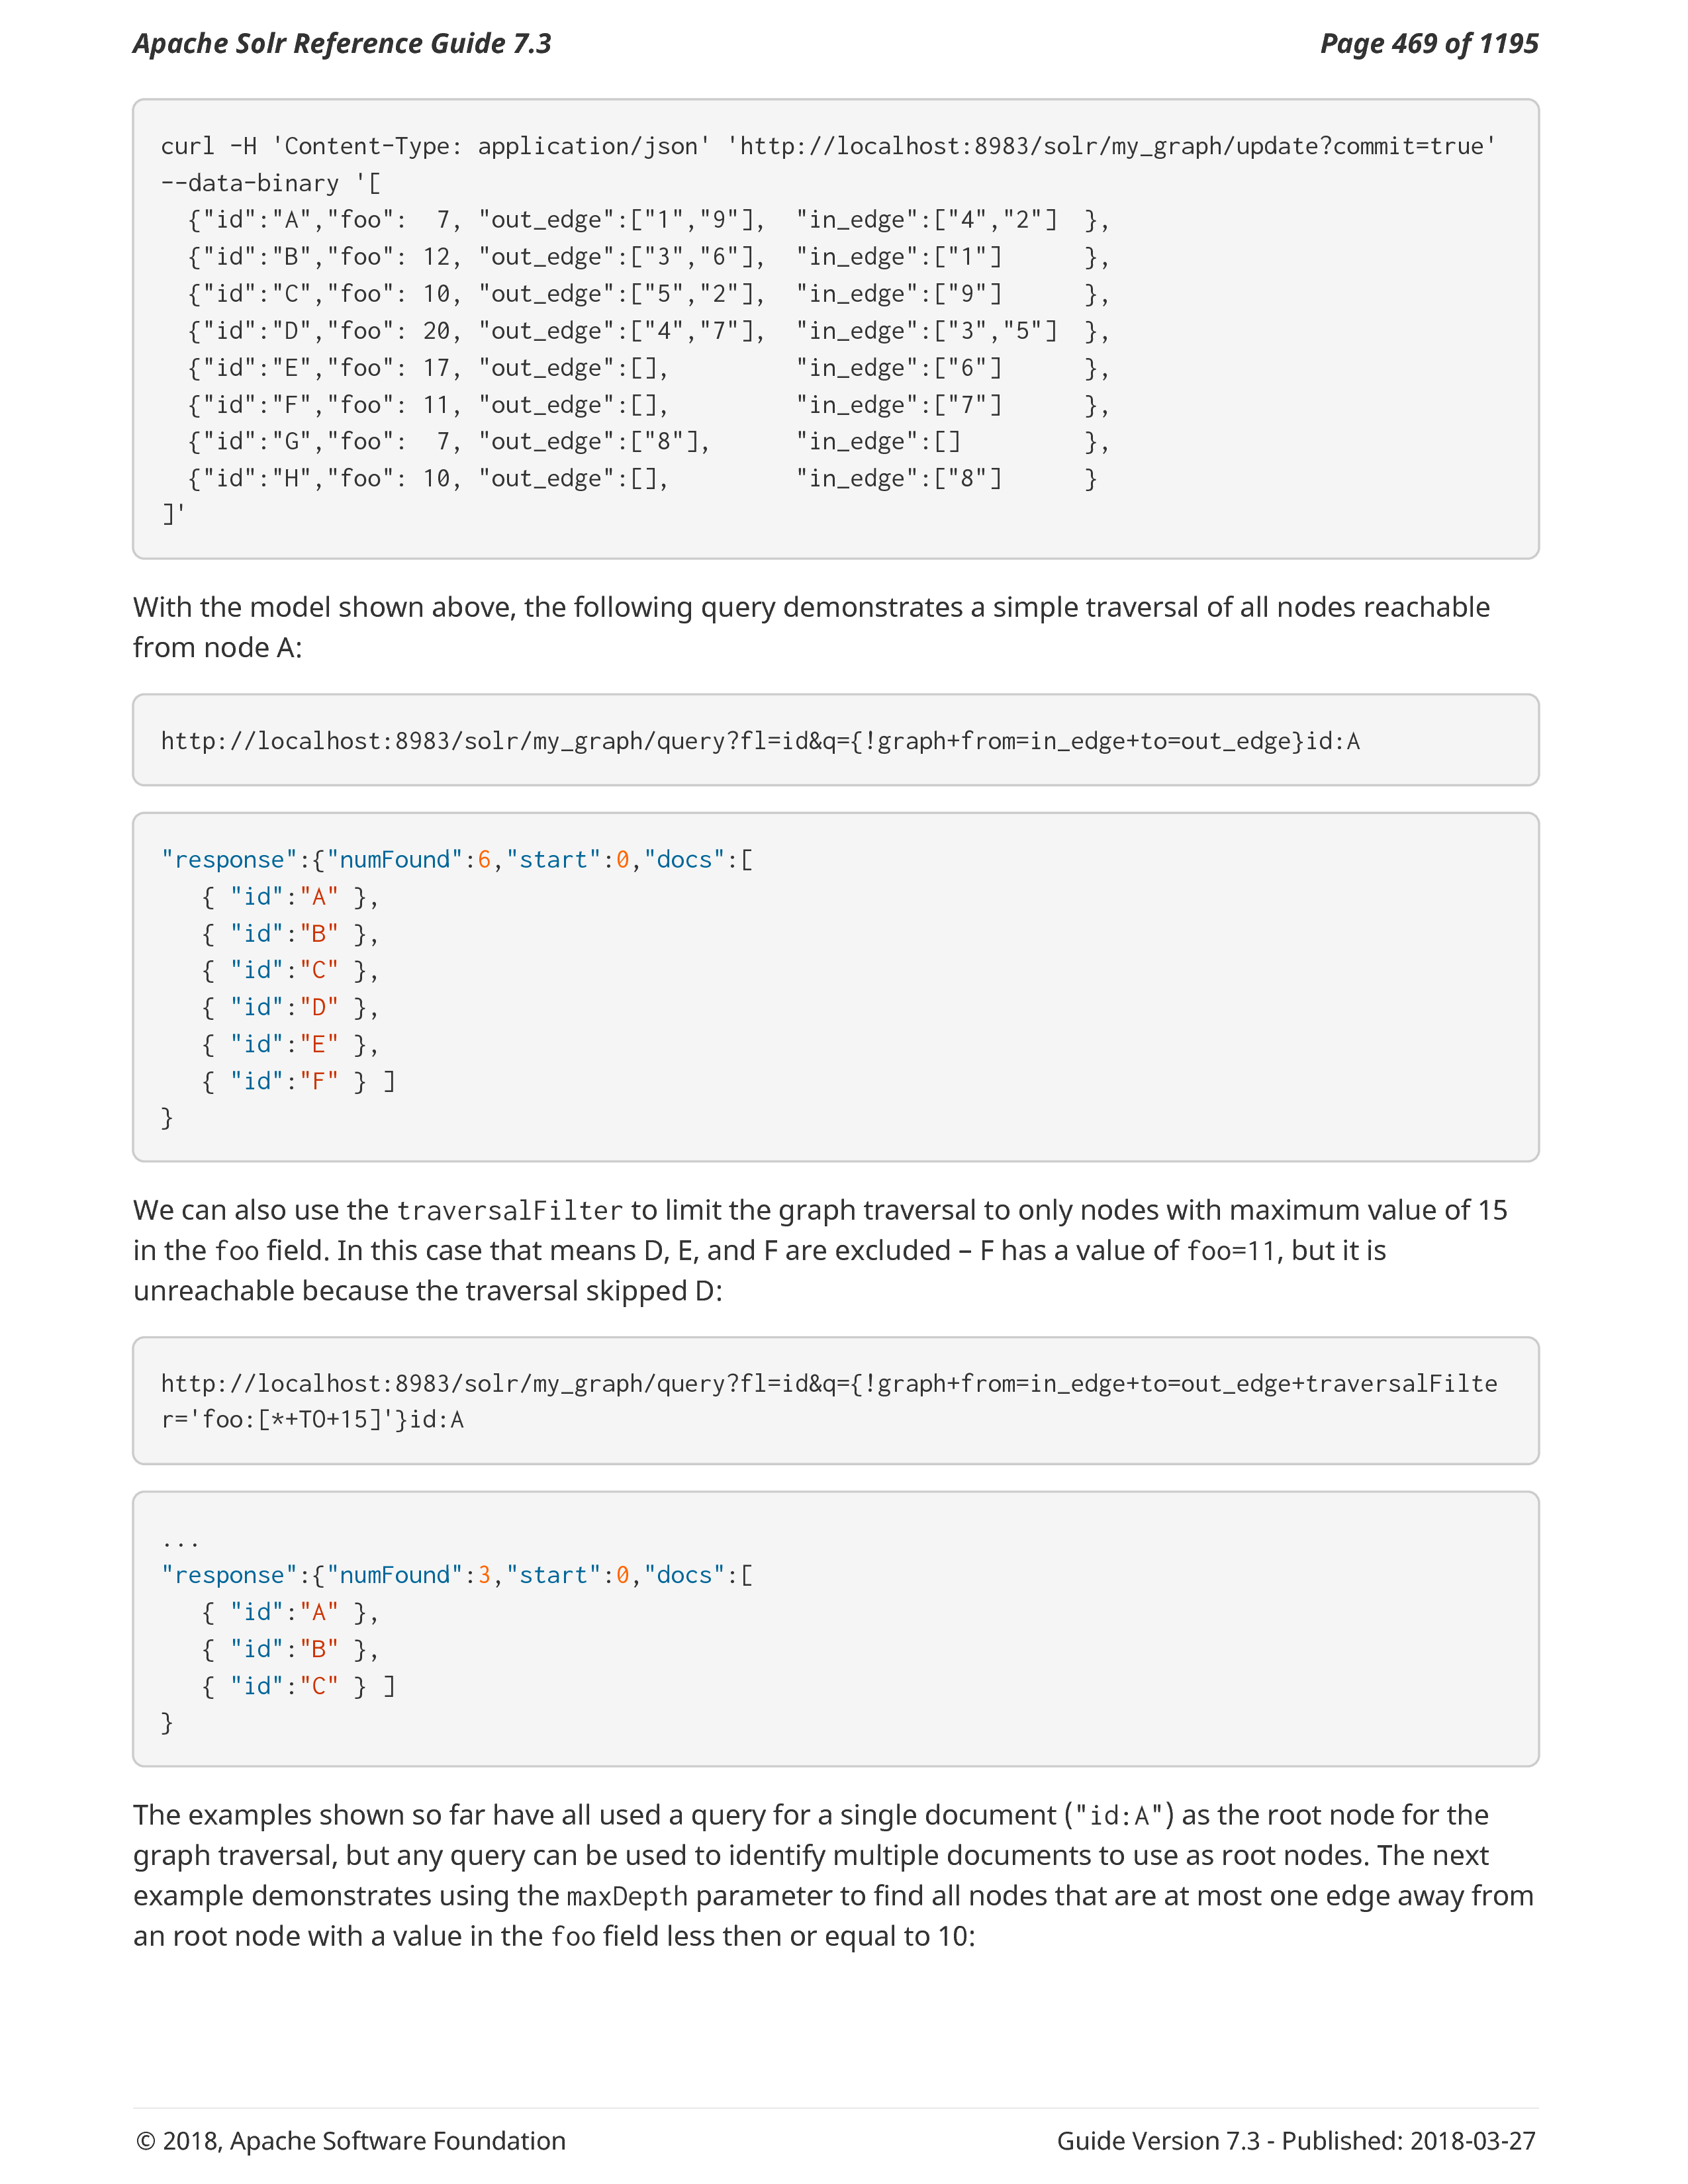 Apache Solr Reference Guide 7.3
Page 469 of 1195
curl -H 'Content-Type: application/json' 'http://localhost:8983/solr/my_graph/update?commit=true'
--data-binary '[
  {"id":"A","foo":  7, "out_edge":["1","9"],  "in_edge":["4","2"]  },
  {"id":"B","foo": 12, "out_edge":["3","6"],  "in_edge":["1"]      },
  {"id":"C","foo": 10, "out_edge":["5","2"],  "in_edge":["9"]      },
  {"id":"D","foo": 20, "out_edge":["4","7"],  "in_edge":["3","5"]  },
  {"id":"E","foo": 17, "out_edge":[],         "in_edge":["6"]      },
  {"id":"F","foo": 11, "out_edge":[],         "in_edge":["7"]      },
  {"id":"G","foo":  7, "out_edge":["8"],      "in_edge":[]         },
  {"id":"H","foo": 10, "out_edge":[],         "in_edge":["8"]      }
]'
With the model shown above, the following query demonstrates a simple traversal of all nodes reachable
from node A:
http://localhost:8983/solr/my_graph/query?fl=id&q={!graph+from=in_edge+to=out_edge}id:A
"response":{"numFound":6,"start":0,"docs":[
   { "id":"A" },
   { "id":"B" },
   { "id":"C" },
   { "id":"D" },
   { "id":"E" },
   { "id":"F" } ]
}
We can also use the traversalFilter to limit the graph traversal to only nodes with maximum value of 15
in the foo field. In this case that means D, E, and F are excluded – F has a value of foo=11, but it is
unreachable because the traversal skipped D:
http://localhost:8983/solr/my_graph/query?fl=id&q={!graph+from=in_edge+to=out_edge+traversalFilte
r='foo:[*+TO+15]'}id:A
...
"response":{"numFound":3,"start":0,"docs":[
   { "id":"A" },
   { "id":"B" },
   { "id":"C" } ]
}
The examples shown so far have all used a query for a single document ("id:A") as the root node for the
graph traversal, but any query can be used to identify multiple documents to use as root nodes. The next
example demonstrates using the maxDepth parameter to find all nodes that are at most one edge away from
an root node with a value in the foo field less then or equal to 10:
© 2018, Apache Software Foundation
Guide Version 7.3 - Published: 2018-03-27